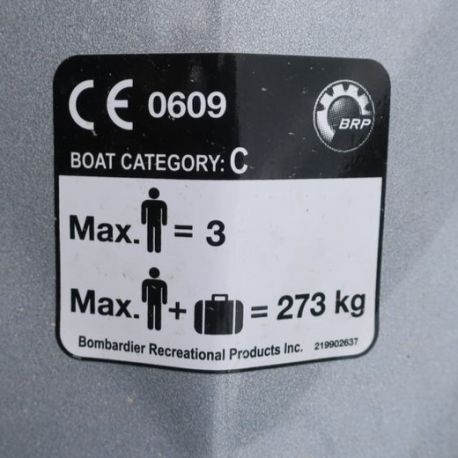 CE 0609
BRP
BOAT CATEGORY: C
Max. = 3
Max. + = 273 kg
Bombardier Recreational Products Inc. 219902637